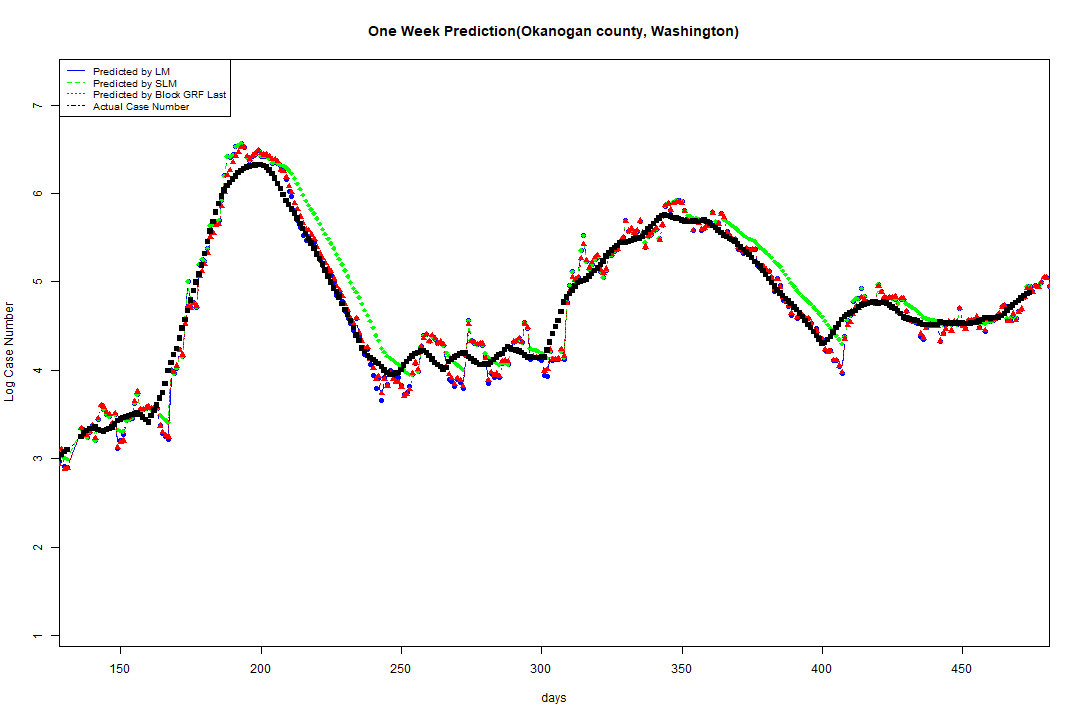 One Week Prediction(Okanogan county, Washington)
Predicted by LM
Predicted by SLM
Predicted by Block GRF Last
Actual Case Number
7
6
5
4
3
2
1
Log Case Number
150 200 250 300 350 400 450
days